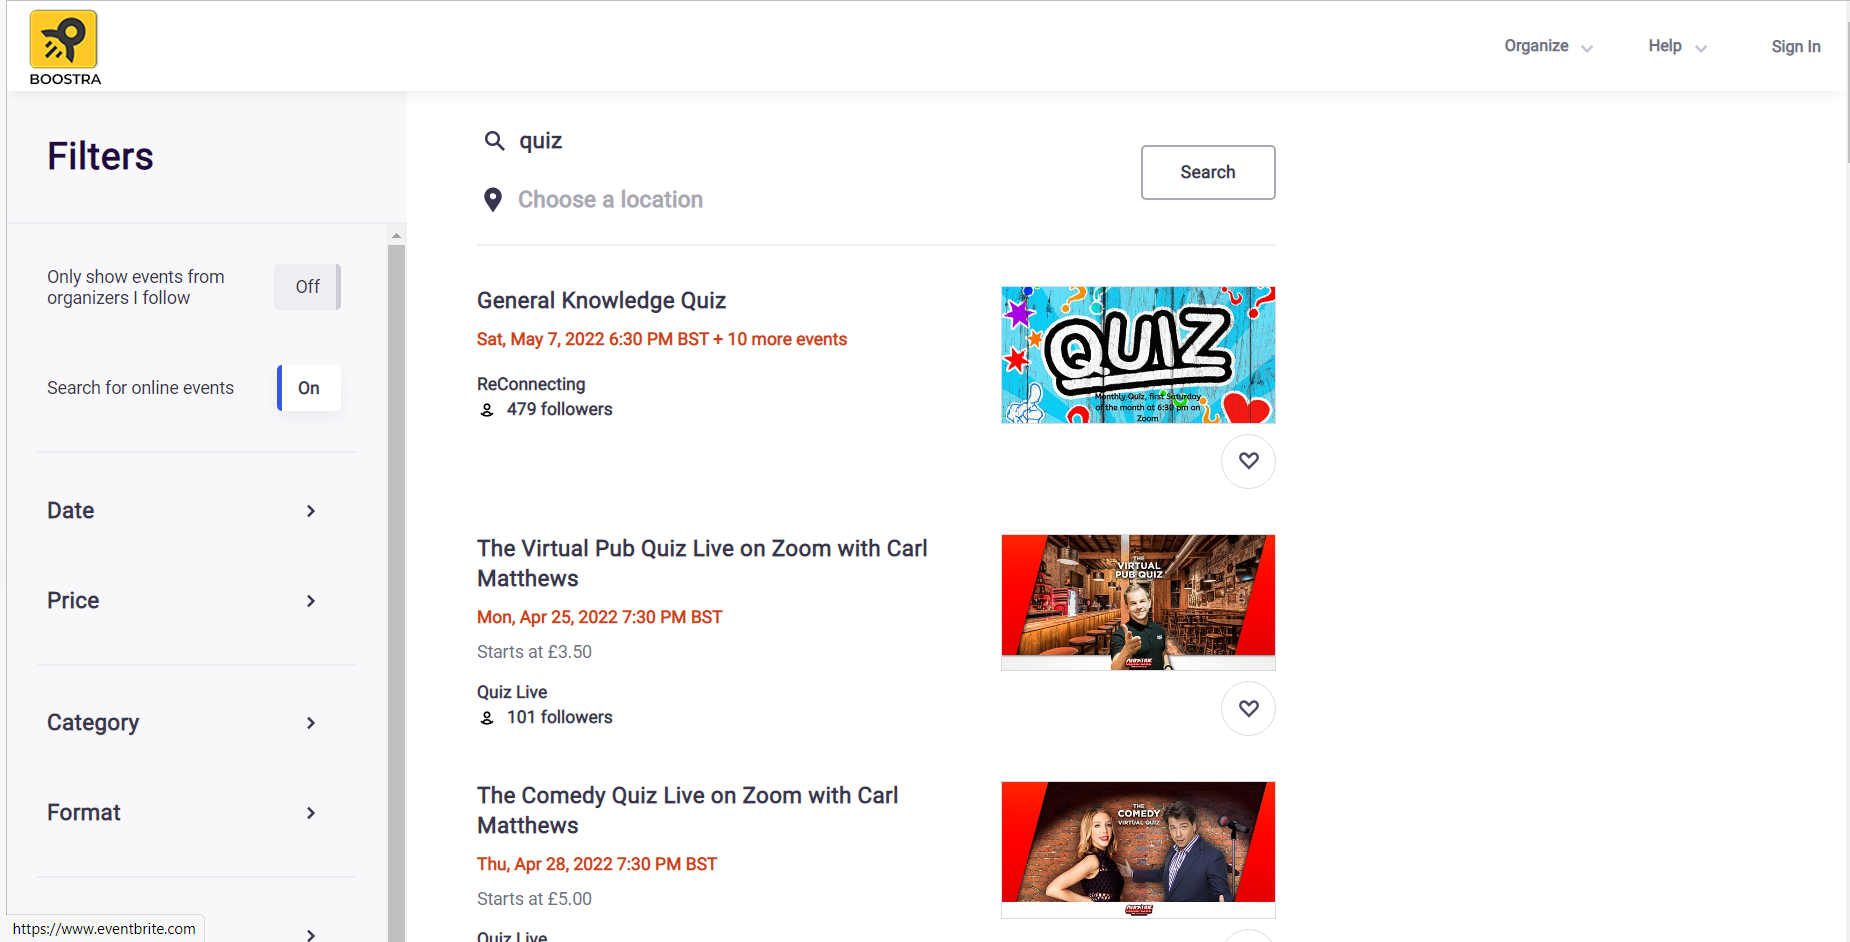 BOOSTRA
Organize
Help
Sign In
Filters
Only show events from
organizers I follow
Off
Search for online events
On
Date
Price
Category
Format
https://www.eventbrite.com
quiz
Choose a location
Search
General Knowledge Quiz
Sat, May 7, 2022 6:30 PM BST + 10 more events
ReConnecting
479 followers
QUIZ
Monthly Quiz, first Saturday
of the month at 6:30 pm on
Zoom
The Virtual Pub Quiz Live on Zoom with Carl
Matthews
Mon, Apr 25, 2022 7:30 PM BST
Starts at £3.50
Quiz Live
101 followers
THE
VIRTUAL
PUB QUIZ
The Comedy Quiz Live on Zoom with Carl
Matthews
Thu, Apr 28, 2022 7:30 PM BST
Starts at £5.00
Quiz Live
THE
COMEDY
VIRTUAL QUIZ